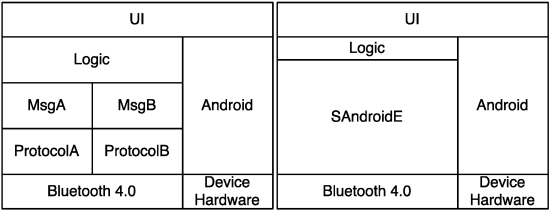 UI
Logic
MsgA
MsgB
Android
ProtocolA
ProtocolB
Bluetooth 4.0
Device
Hardware
UI
Logic
SAndroidE
Android
Bluetooth 4.0
Device
Hardware